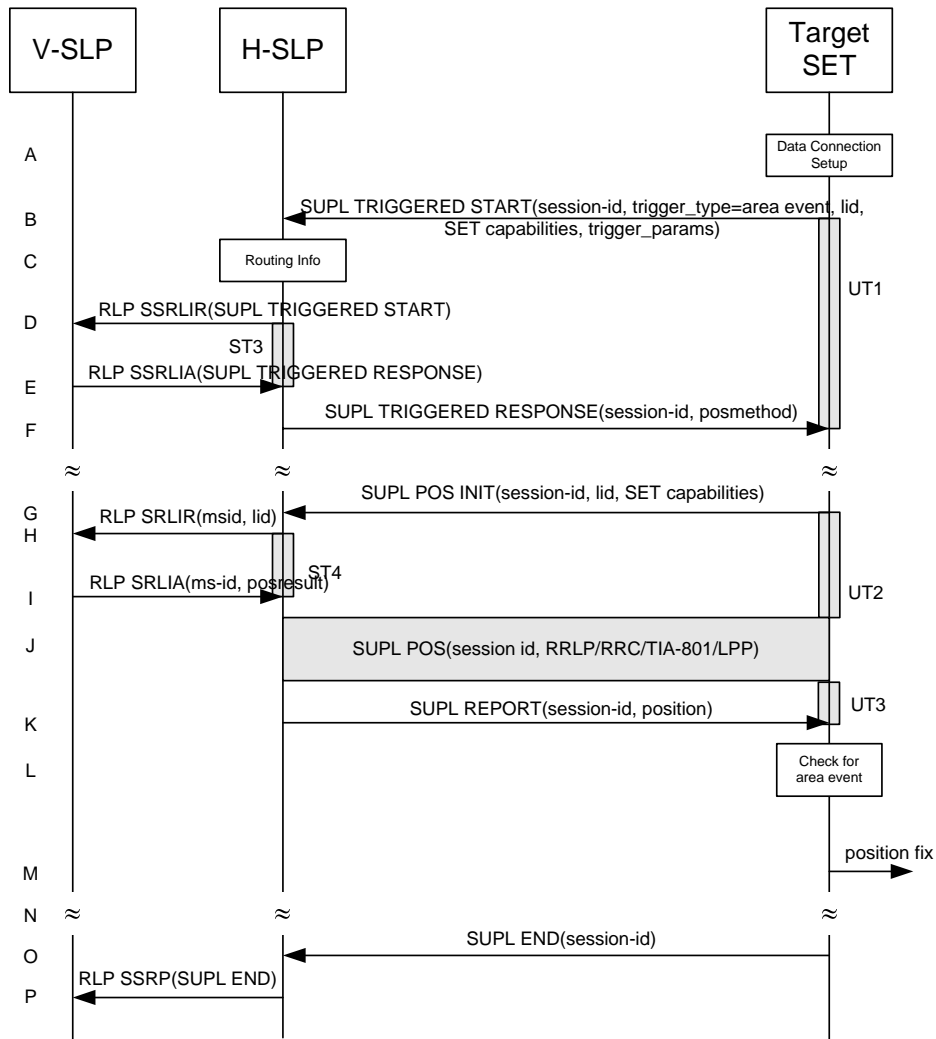 V-SLP
H-SLP
Target
SET
A
Data Connection
Setup
B
SUPL TRIGGERED START(session-id, trigger_type=area event, lid,
SET capabilities, trigger_params)
C
Routing Info
UT1
D
RLP SSRLIR(SUPL TRIGGERED START)
ST3
E
RLP SSRLIA(SUPL TRIGGERED RESPONSE)
F
SUPL TRIGGERED RESPONSE(session-id, posmethod)
≈ ≈ ≈
G
SUPL POS INIT(session-id, lid, SET capabilities)
H
RLP SRLIR(msid, lid)
ST4
I
RLP SRLIA(ms-id, posresult)
UT2
J
SUPL POS(session id, RRLP/RRC/TIA-801/LPP)
K
SUPL REPORT(session-id, position)
UT3
L
Check for
area event
M
position fix
N
≈ ≈ ≈
O
SUPL END(session-id)
P
RLP SSRP(SUPL END)